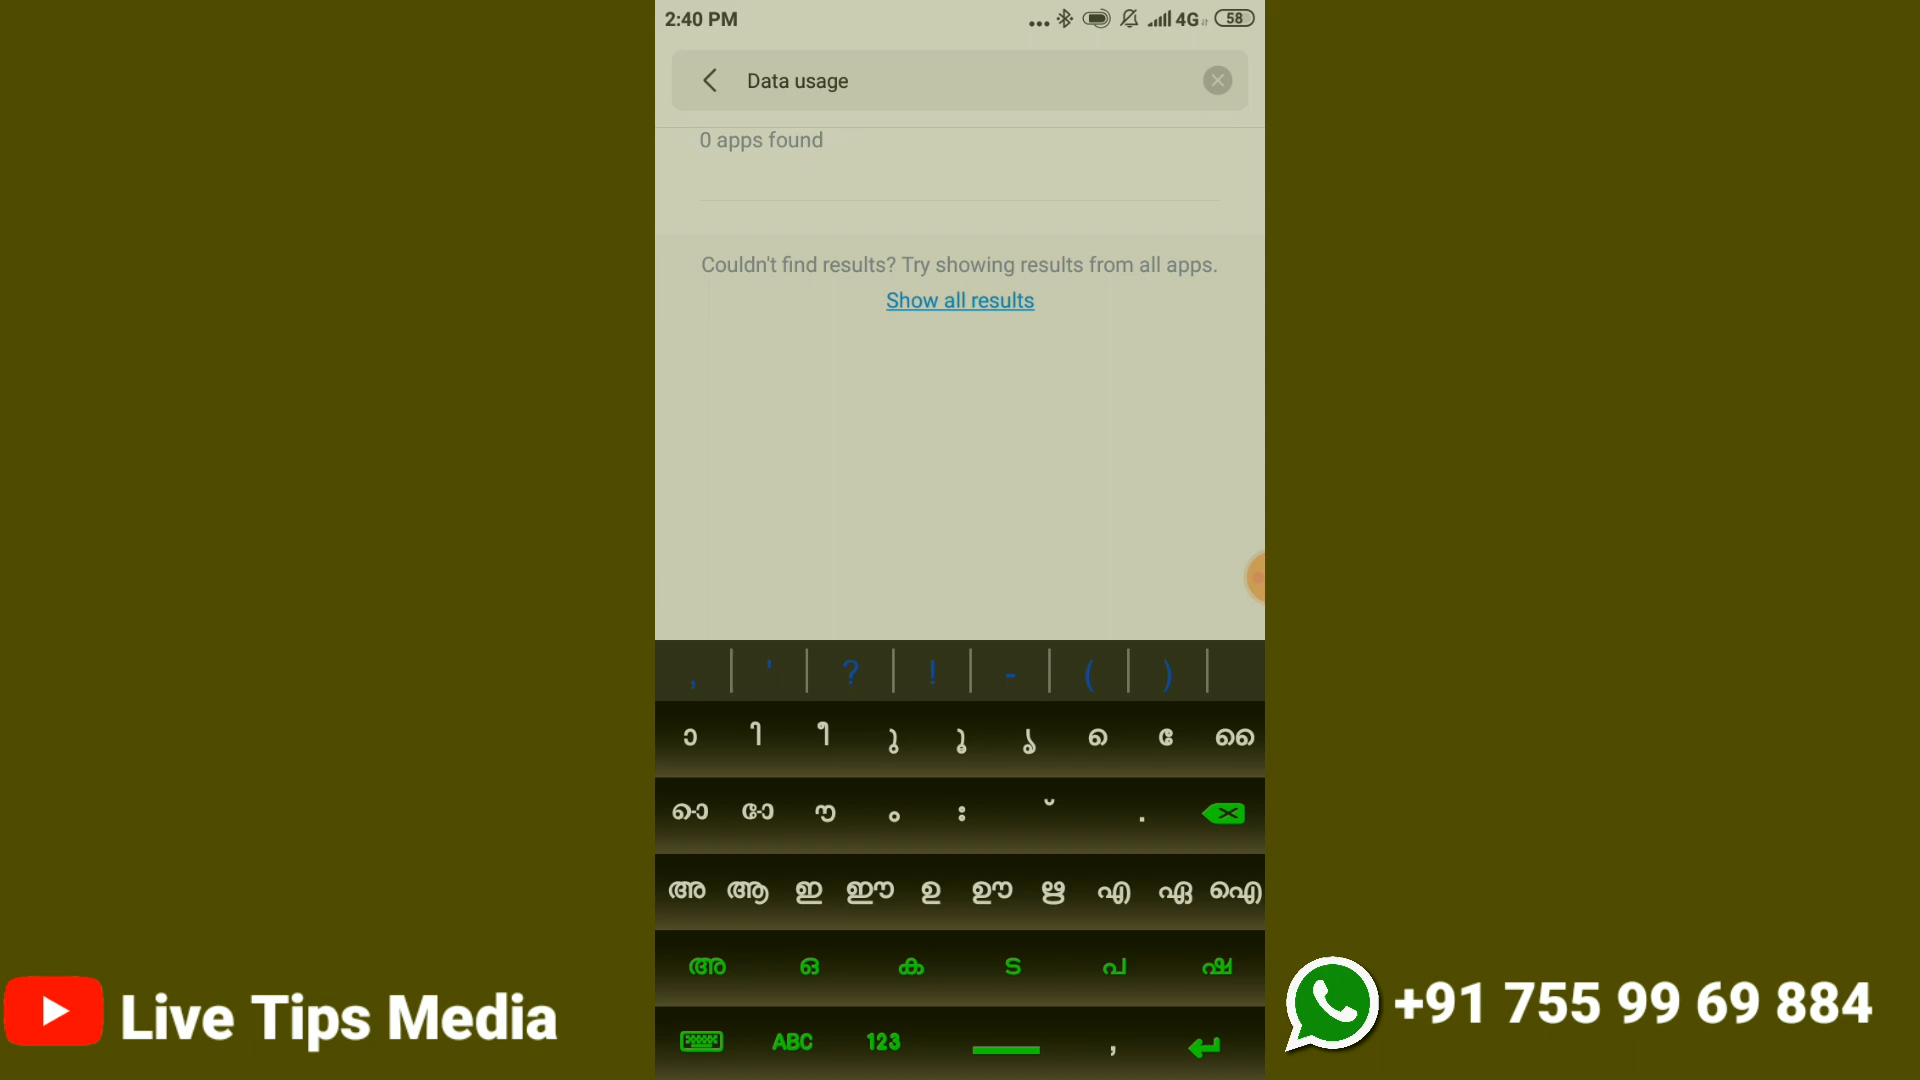 2:40 PM
4G
58
Data usage
0 apps found
Couldn't find results? Try showing results from all apps.
Show all results
, ' ? ! - ( )
ാ ി ീ ു ൂ ൃ െ േ ൈ
ൊ ോ ൗ ം ഃ ് .
അ ആ ഇ ഈ ഉ ഊ ഋ എ ഏ ഐ
അ ഒ ക ട പ ഷ
ABC 123 ,
Live Tips Media
+91 755 99 69 884